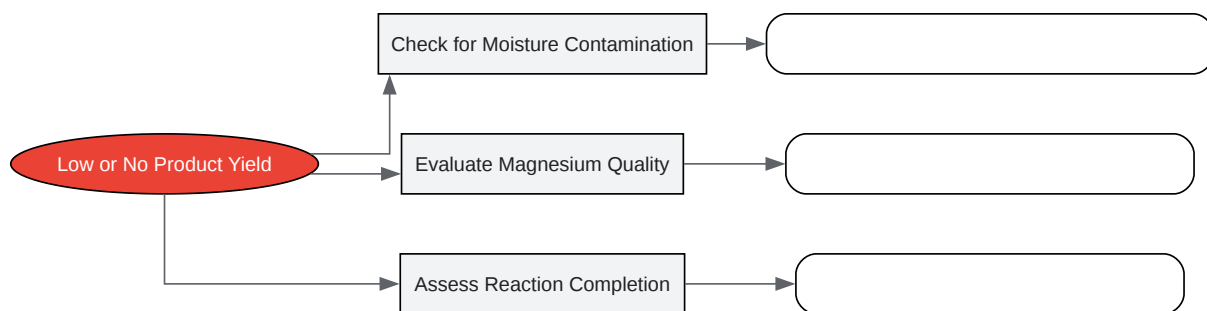 Check for Moisture Contamination
Low or No Product Yield
Evaluate Magnesium Quality
Assess Reaction Completion